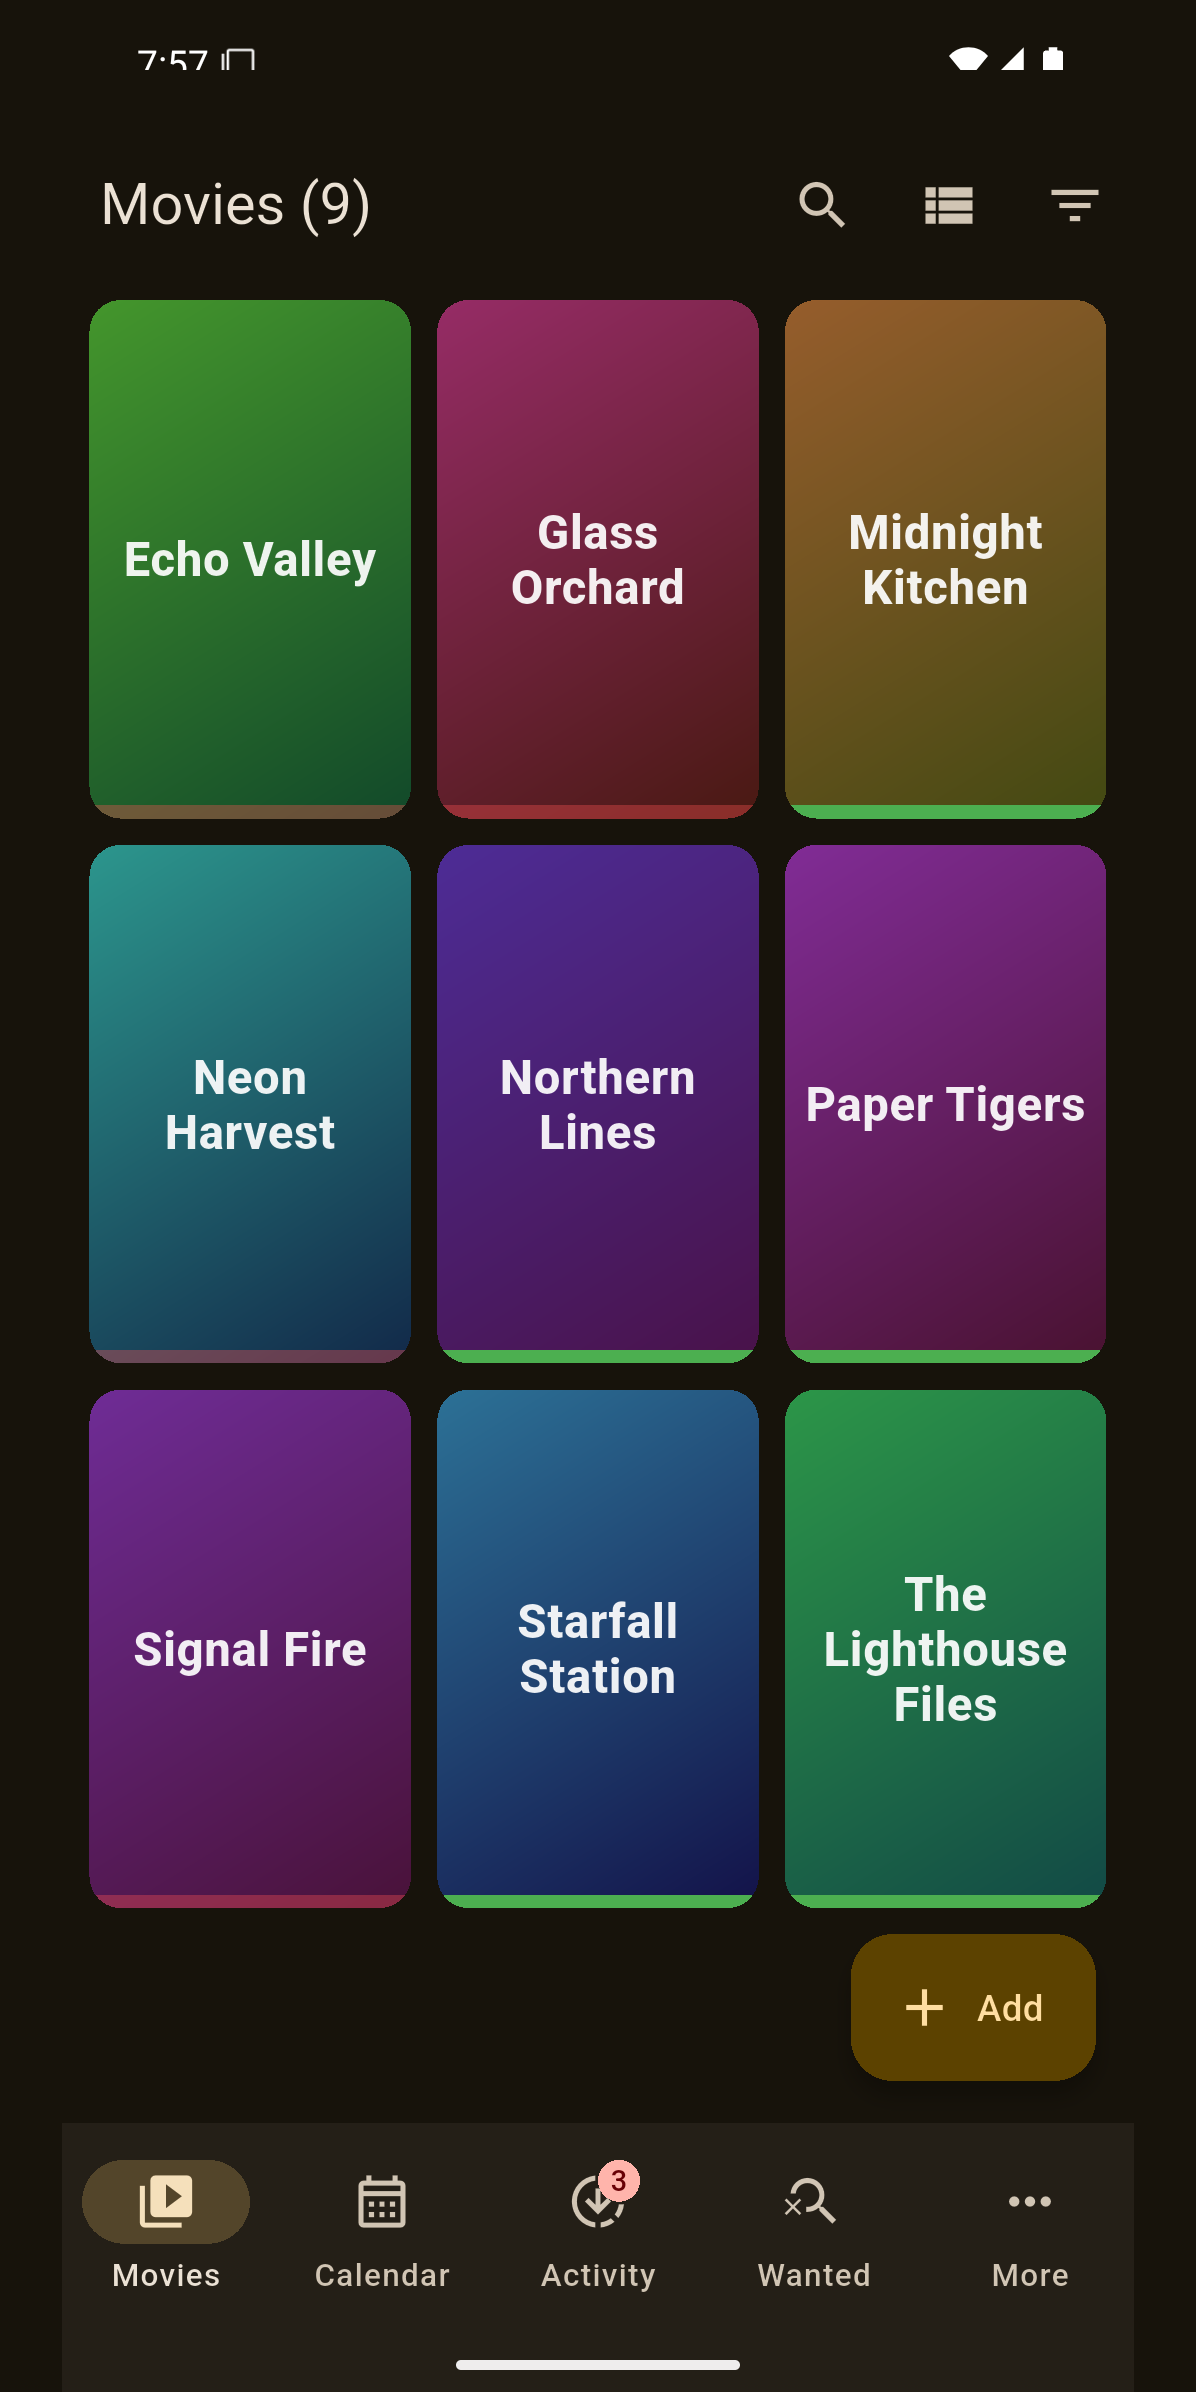 7:57
Movies (9)
Echo Valley
Glass
Orchard
Midnight
Kitchen
Neon
Harvest
Northern
Lines
Paper Tigers
Signal Fire
Starfall
Station
The
Lighthouse
Files
Add
3
Movies
Calendar
Activity
Wanted
More